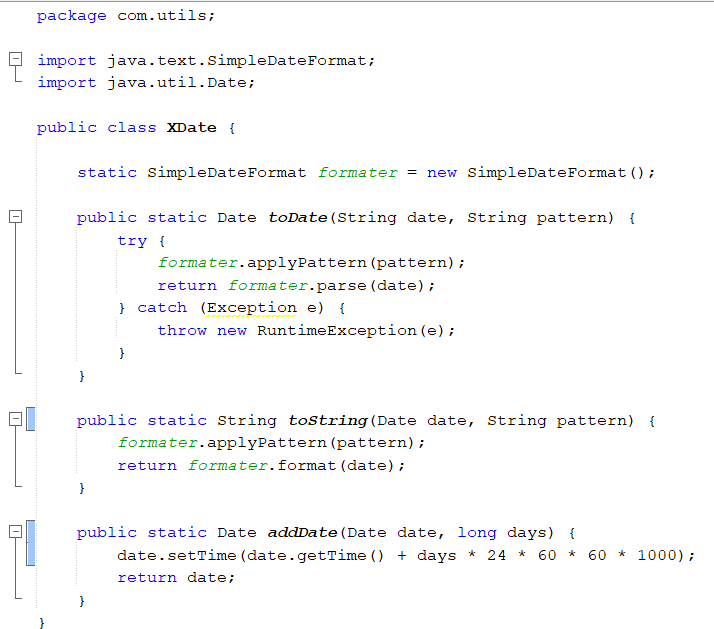 package com.utils;
import java.text.SimpleDateFormat;
import java.util.Date;
public class XDate {
static SimpleDateFormat formater = new SimpleDateFormat();
public static Date toDate(String date, String pattern) {
try {
formater.applyPattern(pattern);
return formater.parse(date);
} catch (Exception e) {
throw new RuntimeException(e);
}
}
public static String toString(Date date, String pattern) {
formater.applyPattern(pattern);
return formater.format(date);
}
public static Date addDate(Date date, long days) {
date.setTime(date.getTime() + days * 24 * 60 * 60 * 1000);
return date;
}
}